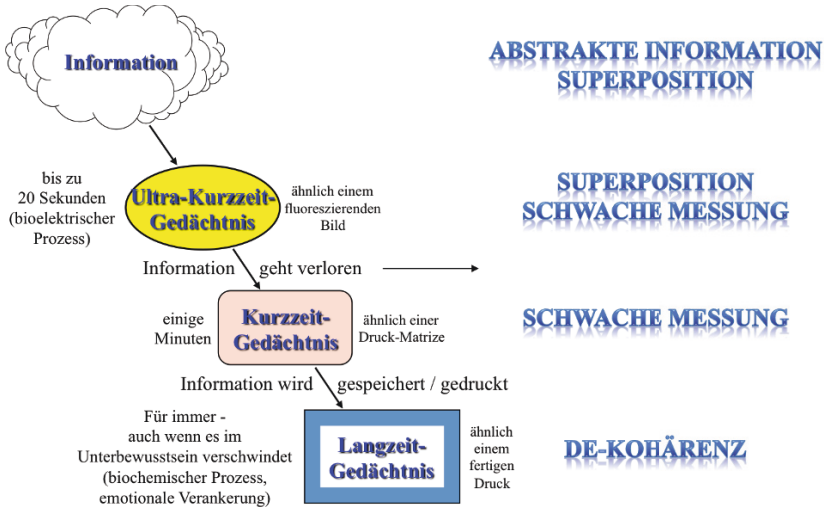 Information
ABSTRAKTE INFORMATION
SUPERPOSITION
bis zu
20 Sekunden
(bioelektrischer
Prozess)
Ultra-Kurzzeit-
Gedächtnis
ähnlich einem
fluoreszierenden
Bild
SUPERPOSITION
SCHWACHE MESSUNG
Information geht verloren
einige
Minuten
Kurzzeit-
Gedächtnis
ähnlich einer
Druck-Matrize
SCHWACHE MESSUNG
Information wird gespeichert / gedruckt
Für immer -
auch wenn es im
Unterbewusstsein verschwindet
(biochemischer Prozess,
emotionale Verankerung)
Langzeit-
Gedächtnis
ähnlich
einem
fertigen
Druck
DE-KOHÄRENZ